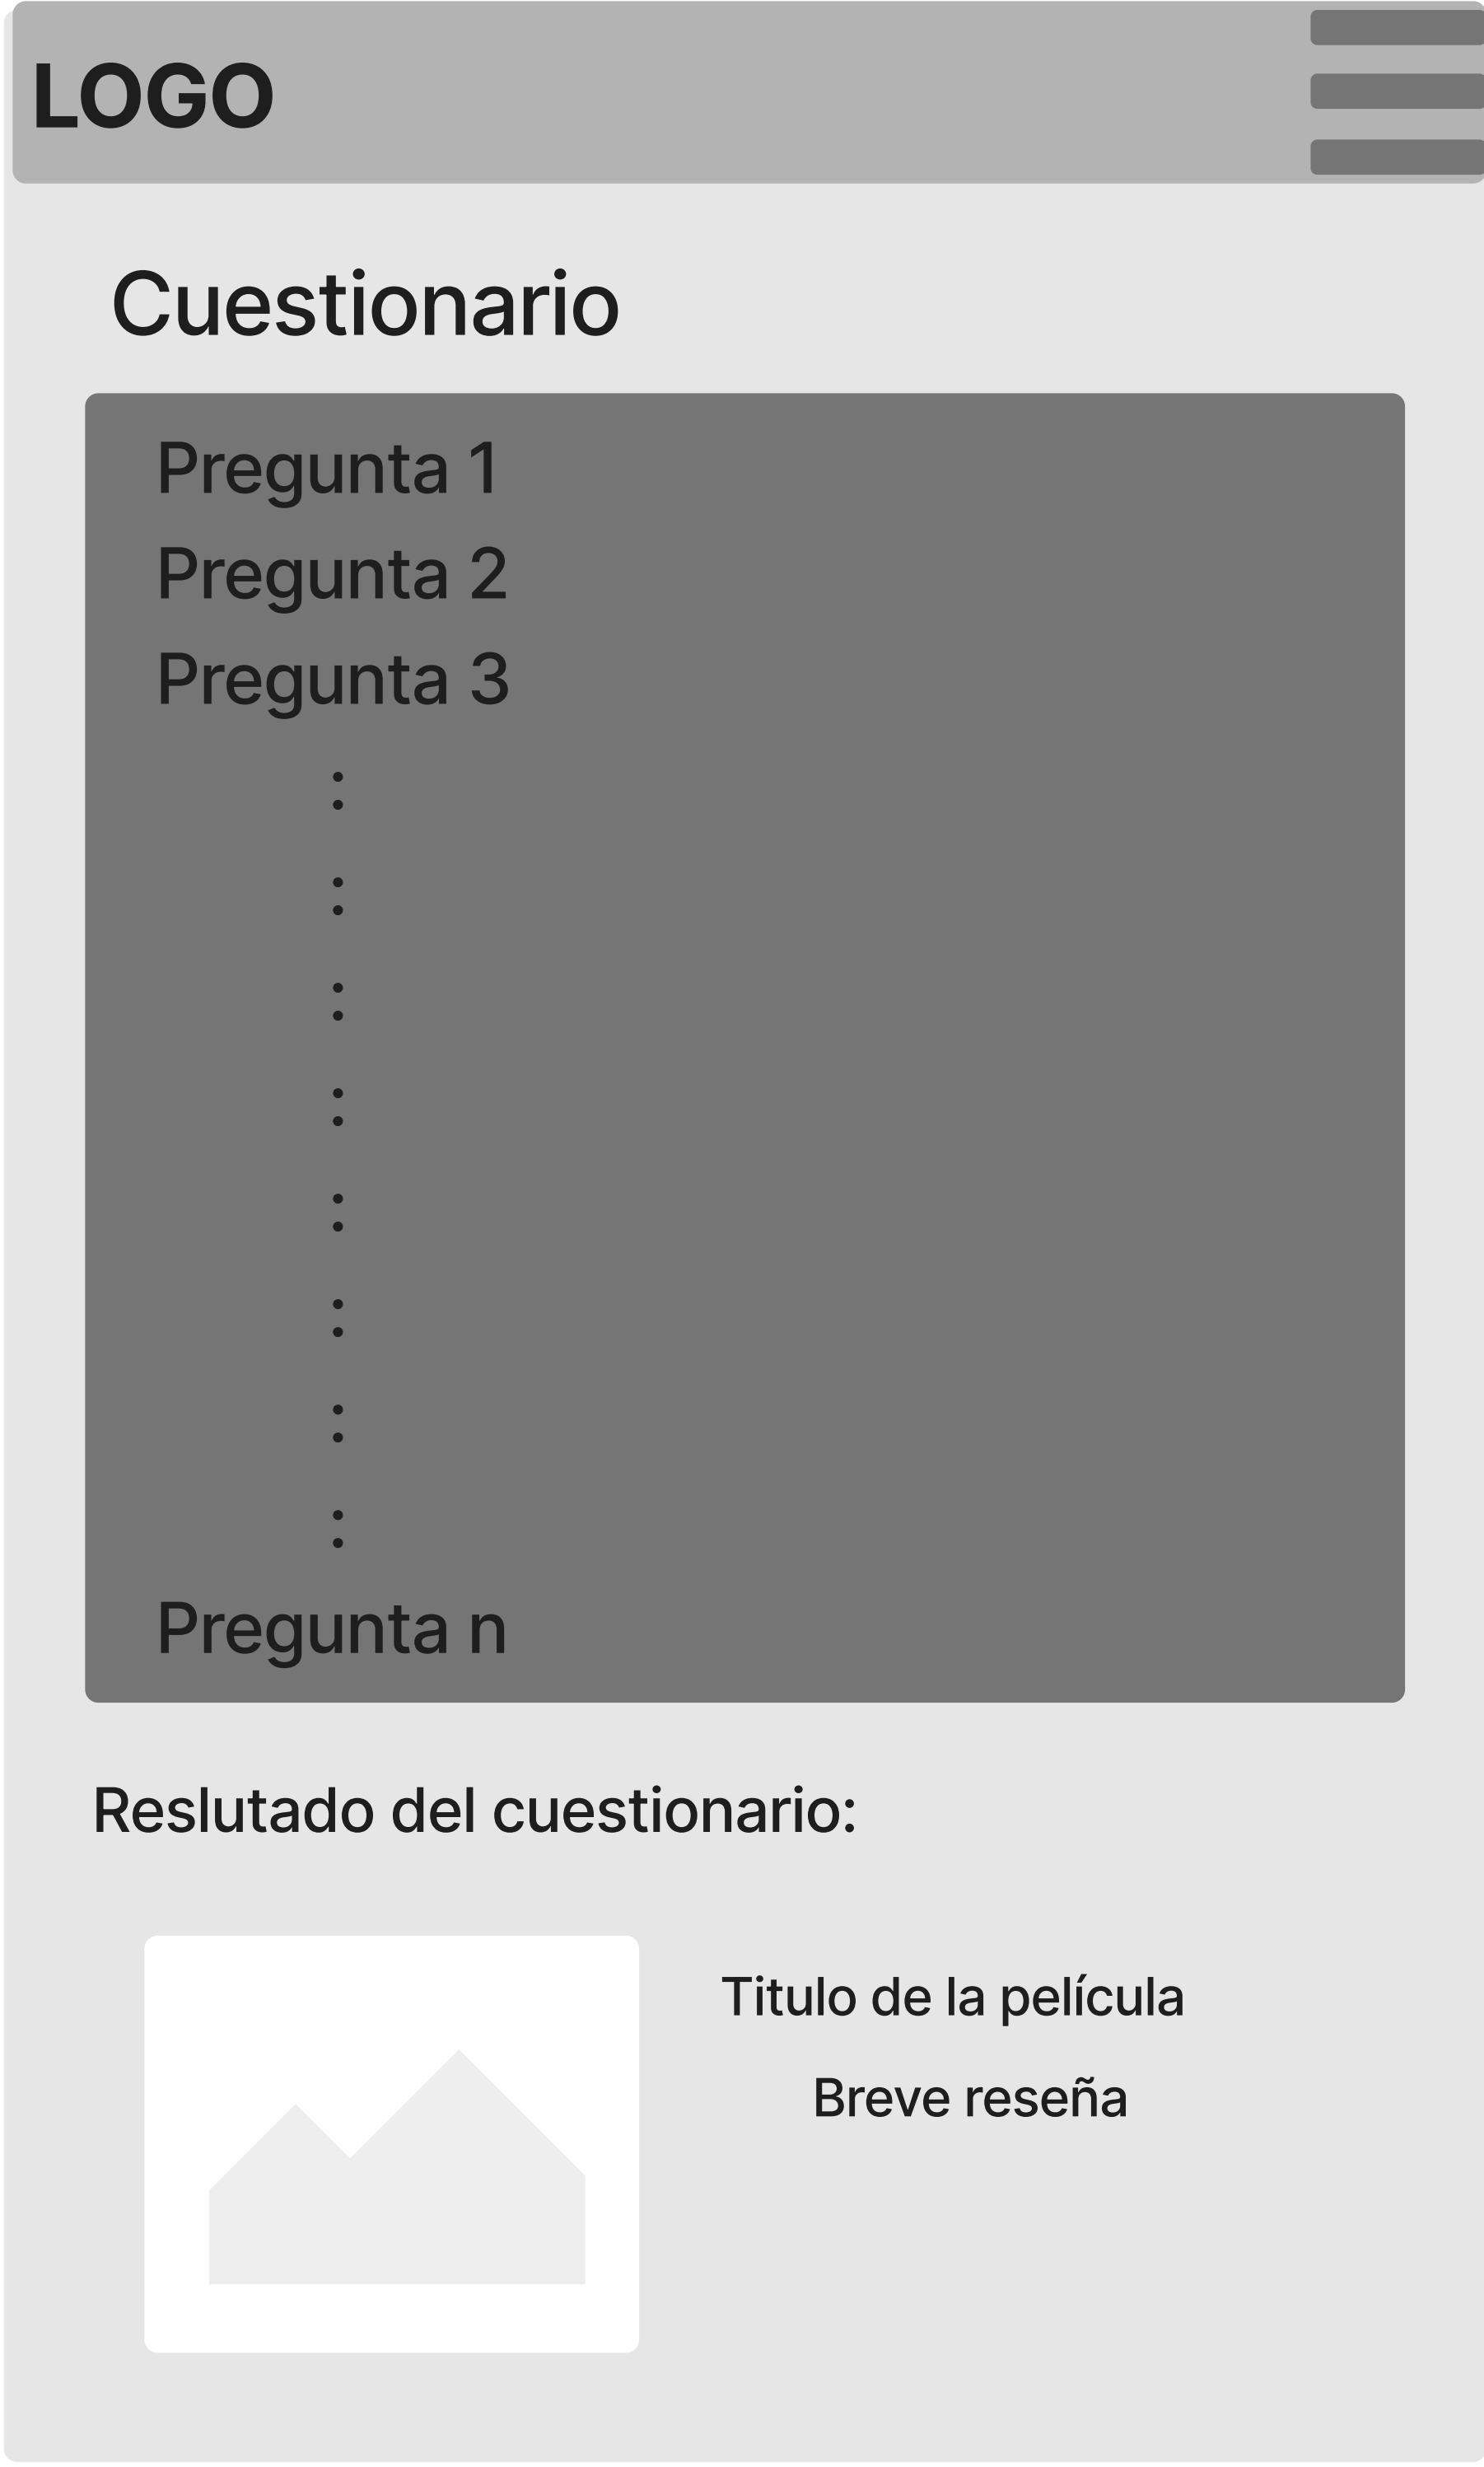 LOGO
Cuestionario
Pregunta 1
Pregunta 2
Pregunta 3
:
:
:
:
:
:
:
:
Pregunta n
Reslutado del cuestionario:
Titulo de la película
Breve reseña